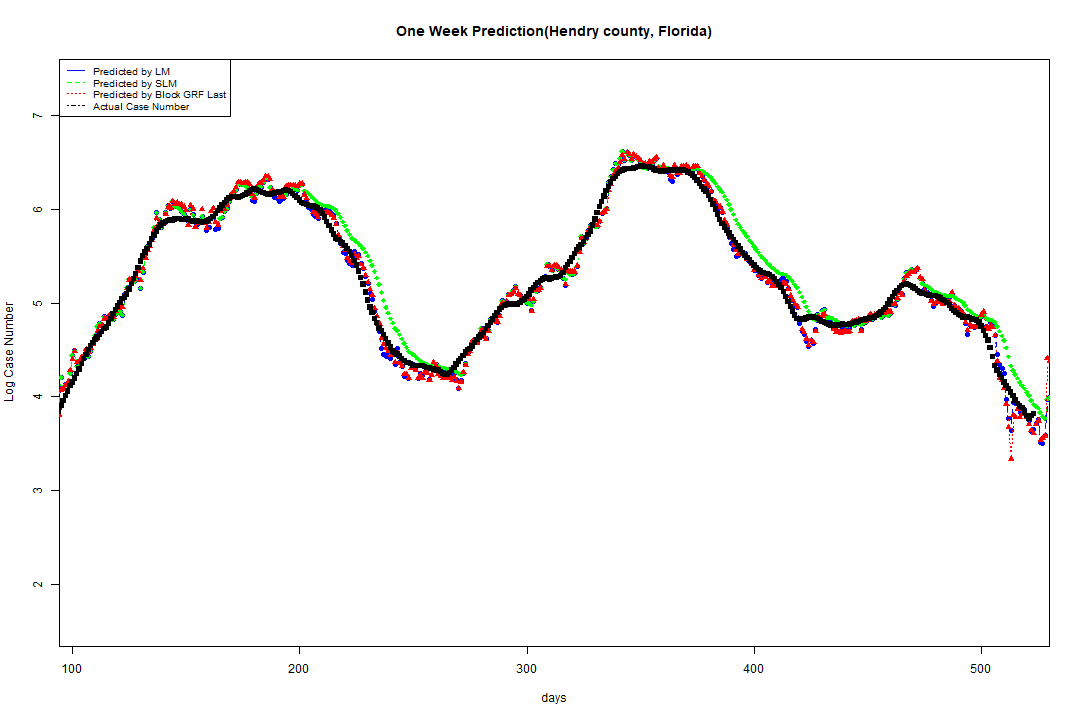 One Week Prediction(Hendry county, Florida)
Predicted by LM
Predicted by SLM
Predicted by Block GRF Last
Actual Case Number
7
6
5
4
3
2
Log Case Number
100 200 300 400 500
days